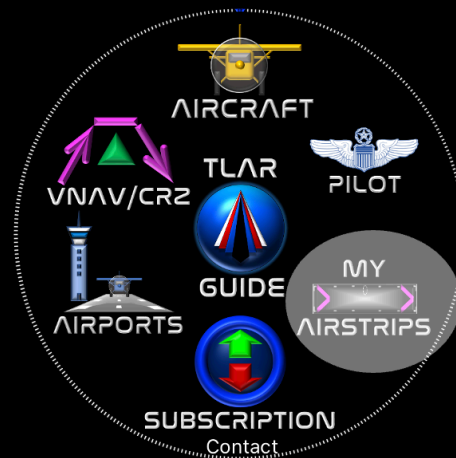 AIRCRAFT
VNAV/CRZ
TLAR
PILOT
GUIDE
MY
AIRSTRIPS
AIRPORTS
SUBSCRIPTION
Contact